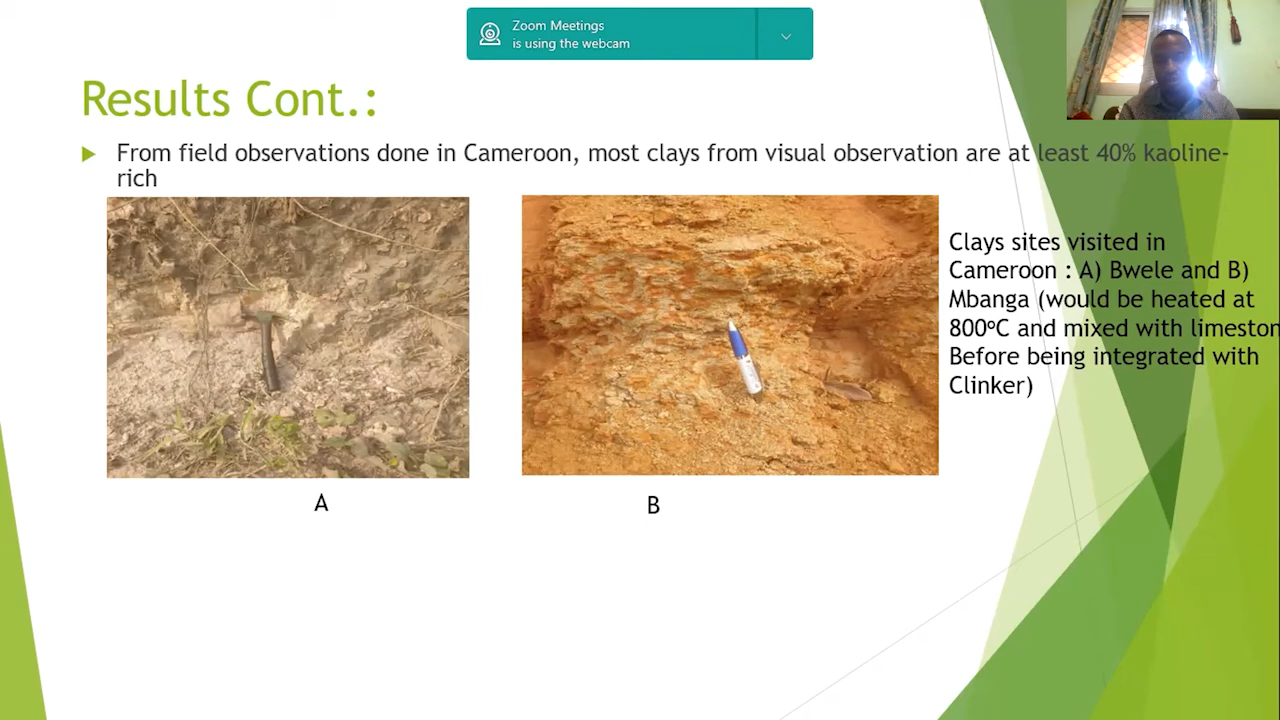 Zoom Meetings
is using the webcam
Results Cont.:
From field observations done in Cameroon, most clays from visual observation are at least 40% kaoline-
rich
Clays sites visited in
Cameroon : A) Bwele and B)
Mbanga (would be heated at
800ºC and mixed with limeston
Before being integrated with
Clinker)
A
B